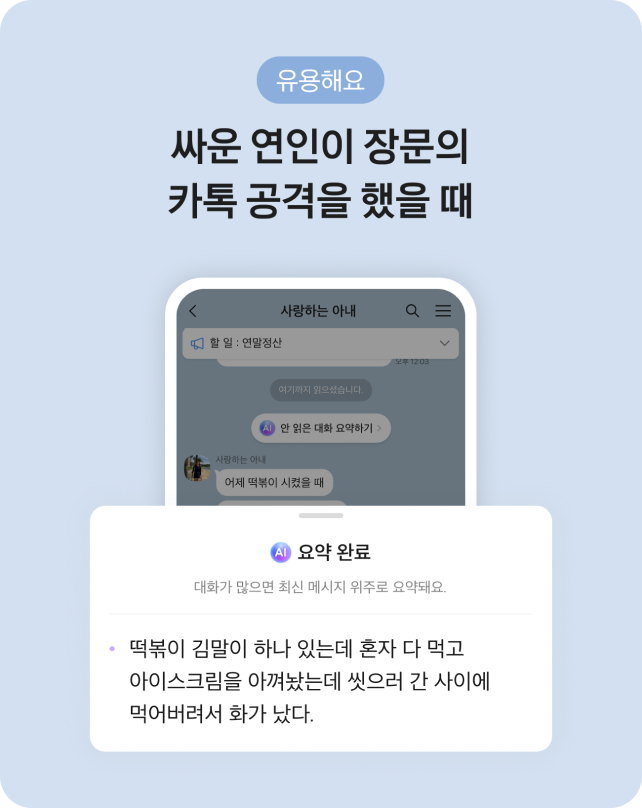 유용해요
싸운 연인이 장문의
카톡 공격을 했을 때
사랑하는 아내
할 일 : 연말정산
오후 12:03
여기까지 읽으셨습니다.
AI 안 읽은 대화 요약하기 >
사랑하는 아내
어제 떡볶이 시켰을 때
AI 요약 완료
대화가 많으면 최신 메시지 위주로 요약돼요.
• 떡볶이 김말이 하나 있는데 혼자 다 먹고
아이스크림을 아껴놨는데 씻으러 간 사이에
먹어버려서 화가 났다.